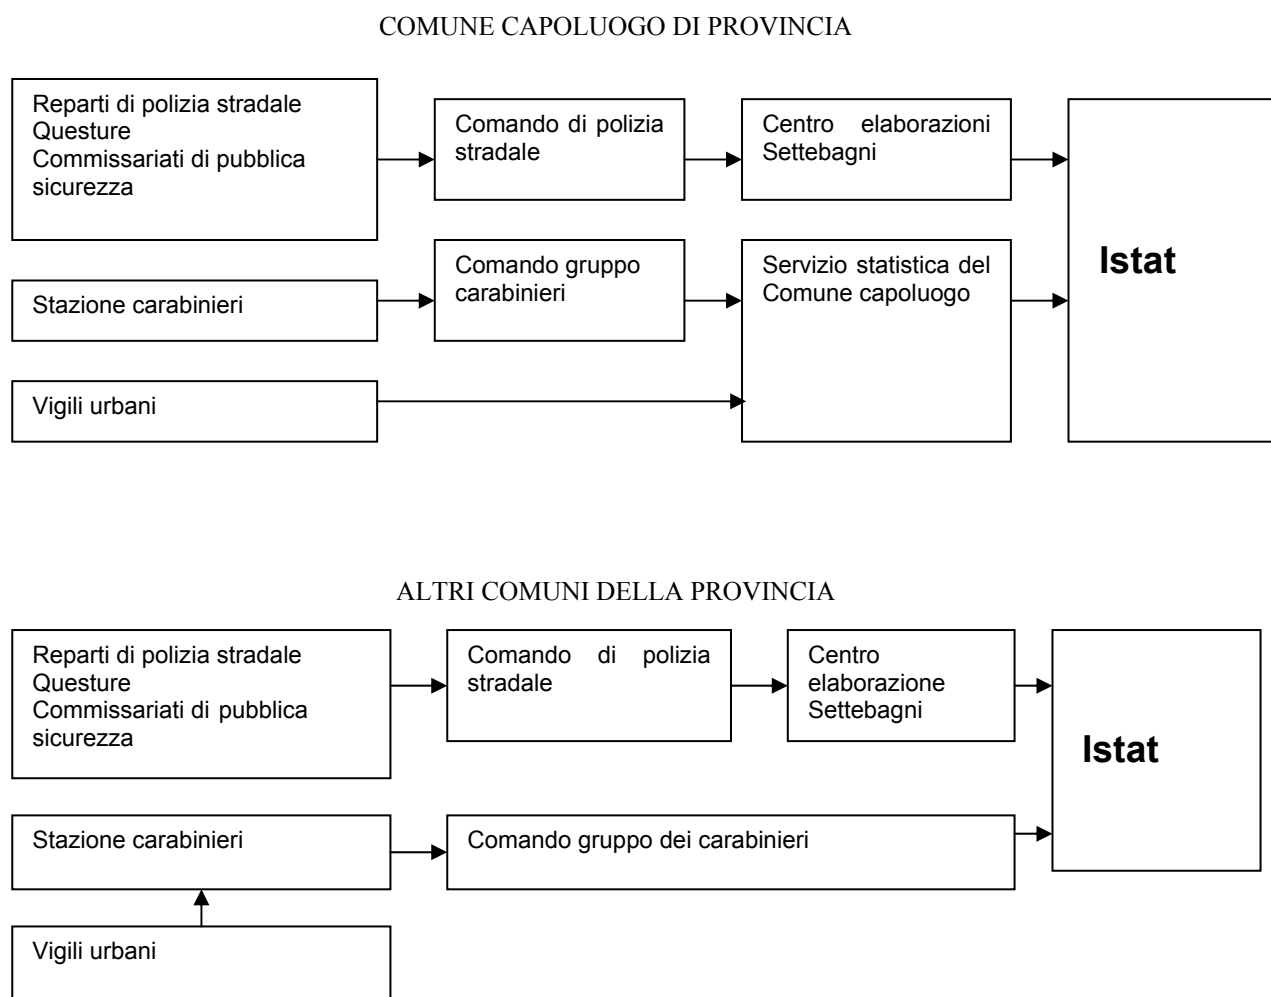 COMUNE CAPOLUOGO DI PROVINCIA
Reparti di polizia stradale
Questure
Commissariati di pubblica
sicurezza
Comando di polizia
stradale
Centro elaborazioni
Settebagni
Istat
Stazione carabinieri
Comando gruppo
carabinieri
Servizio statistica del
Comune capoluogo
Vigili urbani
ALTRI COMUNI DELLA PROVINCIA
Reparti di polizia stradale
Questure
Commissariati di pubblica
sicurezza
Comando di polizia
stradale
Centro
elaborazione
Settebagni
Istat
Stazione carabinieri
Comando gruppo dei carabinieri
Vigili urbani